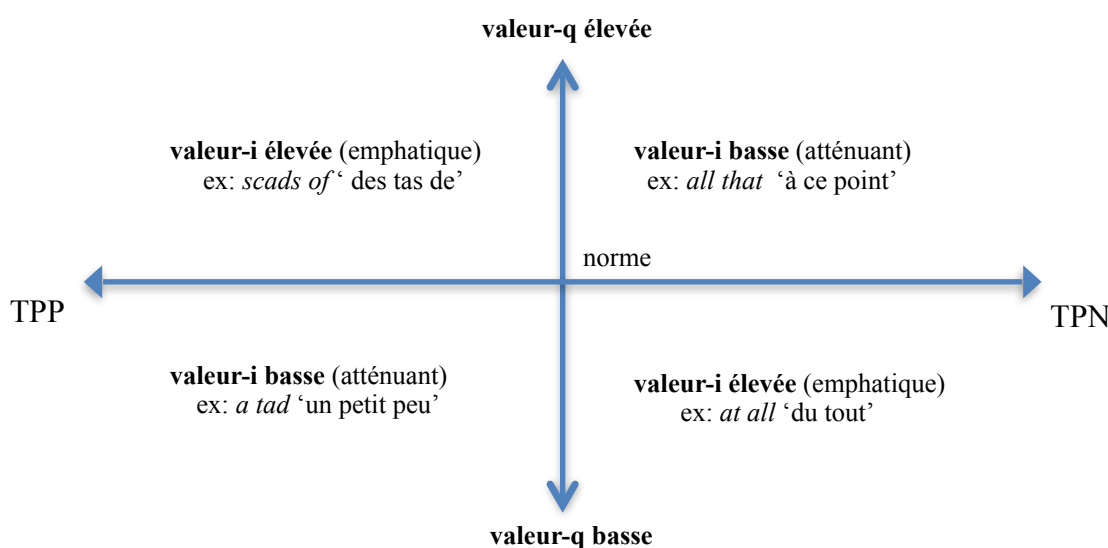 valeur-q élevée
valeur-i élevée (emphatique)
ex: scads of ‘ des tas de’
valeur-i basse (atténuant)
ex: all that ‘à ce point’
norme
TPP
TPN
valeur-i basse (atténuant)
ex: a tad ‘un petit peu’
valeur-i élevée (emphatique)
ex: at all ‘du tout’
valeur-q basse